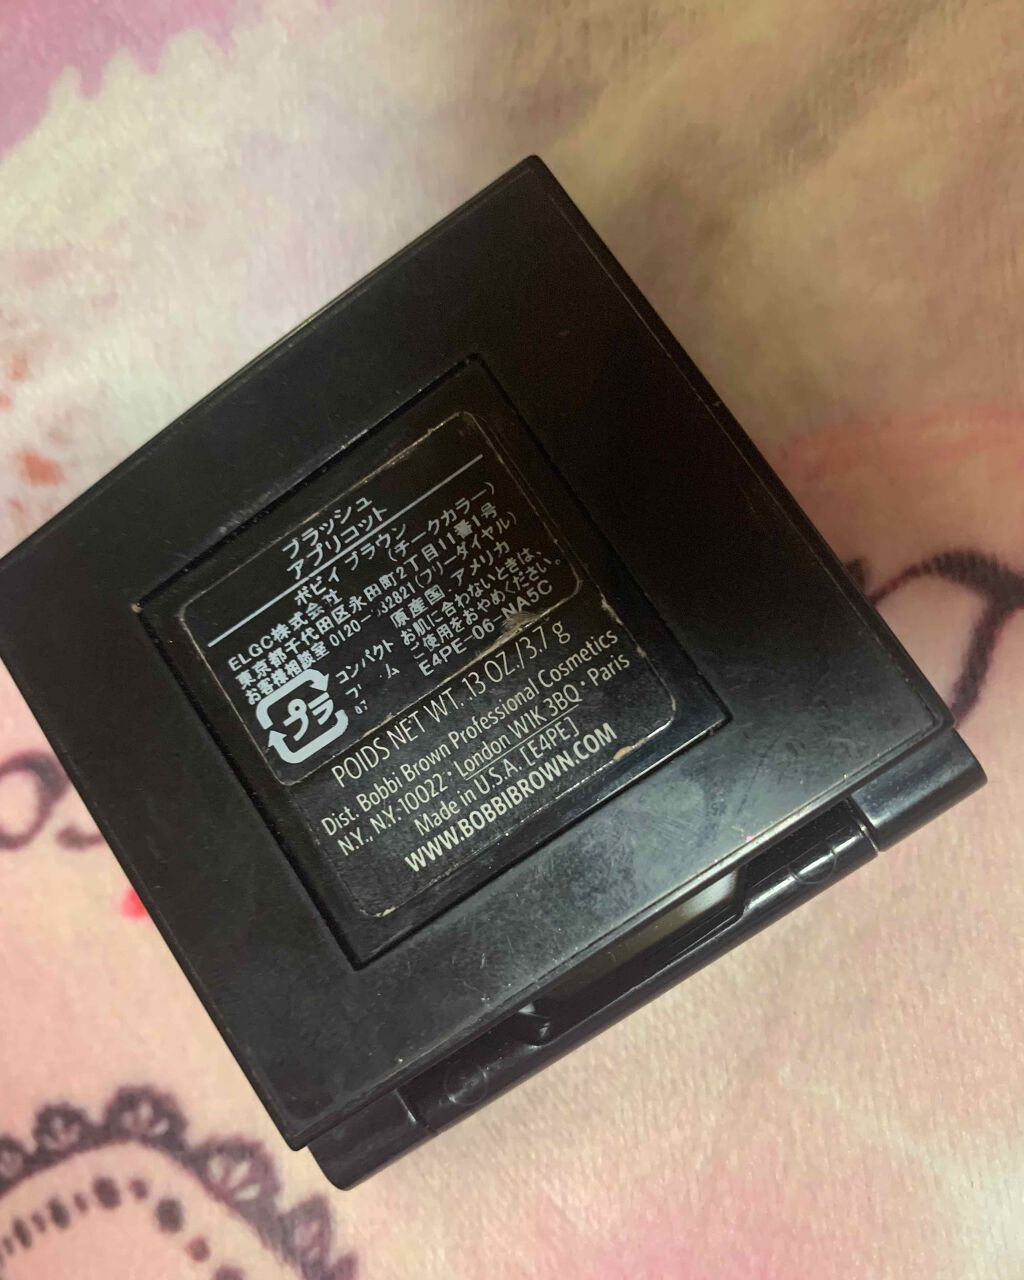 ブラッシュ
アプリコット
ボビイ ブラウン
ELGC株式会社 (チークカラー)
東京都千代田区永田町2丁目11番1号
お客様相談室 0120- 2821(フリーダイヤル)
原産国 アメリカ
コンパクト お肌に合わないときは、
ム ご使用をおやめください。
プラ
E4PE-06-NA5C
POIDS NET WT. .13 OZ./3.7 g
Dist. Bobbi Brown Professional Cosmetics
N.Y., N.Y. 10022 · London W1K 3BQ · Paris
Made in U.S.A. [E4PE]
WWW.BOBBIBROWN.COM